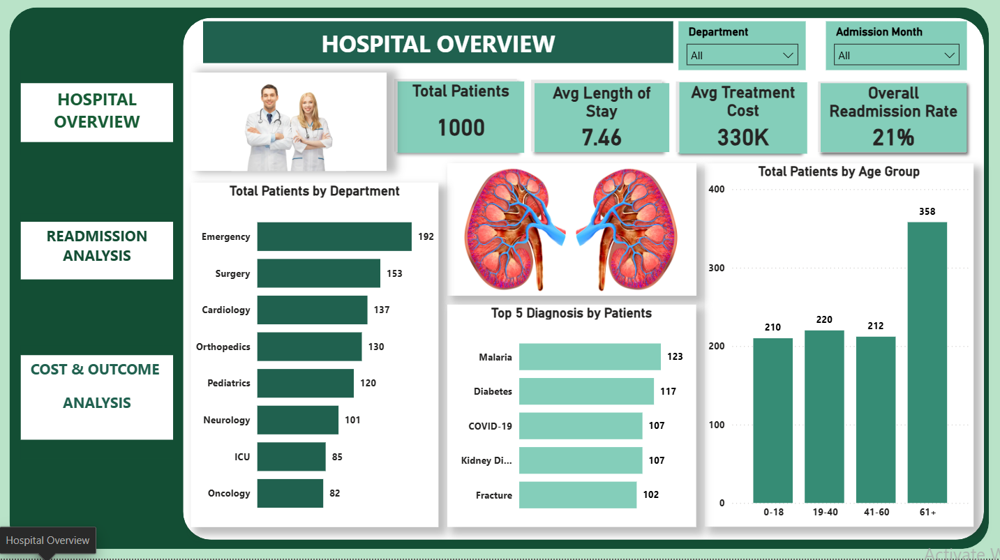 HOSPITAL OVERVIEW
Department
All
Admission Month
All
HOSPITAL
OVERVIEW
READMISSION
ANALYSIS
COST & OUTCOME
ANALYSIS
Total Patients
1000
Avg Length of
Stay
7.46
Avg Treatment
Cost
330K
Overall
Readmission Rate
21%
Total Patients by Department
Emergency 192
Surgery 153
Cardiology 137
Orthopedics 130
Pediatrics 120
Neurology 101
ICU 85
Oncology 82
Top 5 Diagnosis by Patients
Malaria 123
Diabetes 117
COVID-19 107
Kidney Di... 107
Fracture 102
Total Patients by Age Group
400
300
200
100
0
210
220
212
358
0-18
19-40
41-60
61+
Hospital Overview
Activate W